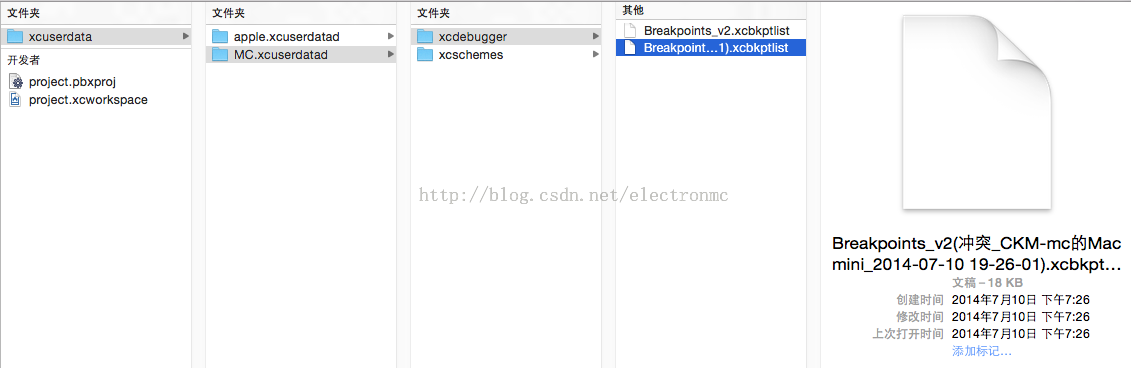 文件夹
xcuserdata
开发者
project.pbxproj
project.xcworkspace
文件夹
apple.xcuserdatad
MC.xcuserdatad
文件夹
xcdebugger
xcschemes
其他
Breakpoints_v2.xcbkptlist
Breakpoint...1).xcbkptlist
http://blog.csdn.net/electronmc
Breakpoints_v2(冲突_CKM-mc的Mac
mini_2014-07-10 19-26-01).xcbkpt...
文稿 – 18 KB
创建时间 2014年7月10日 下午7:26
修改时间 2014年7月10日 下午7:26
上次打开时间 2014年7月10日 下午7:26
添加标记...